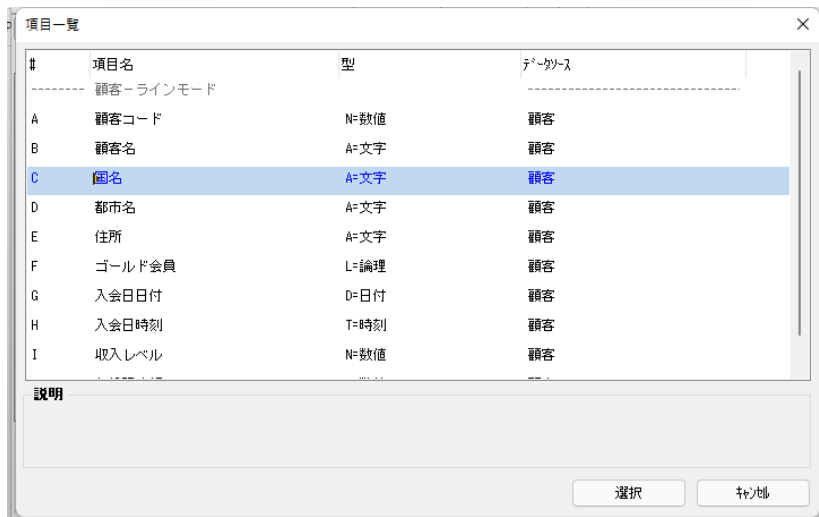 項目一覧
# 項目名 型 ﾃﾞｰﾀｿｰｽ
-------- 顧客－ラインモード --------------------------------
A 顧客コード N=数値 顧客
B 顧客名 A=文字 顧客
C 国名 A=文字 顧客
D 都市名 A=文字 顧客
E 住所 A=文字 顧客
F ゴールド会員 L=論理 顧客
G 入会日日付 D=日付 顧客
H 入会日時刻 T=時刻 顧客
I 収入レベル N=数値 顧客
説明
選択 ｷｬﾝｾﾙ